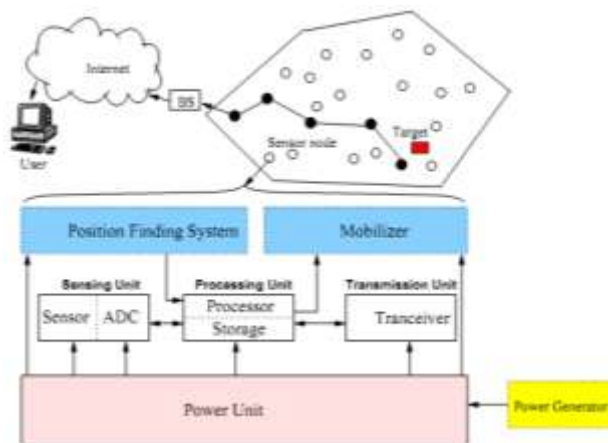 Internet
BS
Target
Sensor node
User
Position Finding System
Mobilizer
Sensing Unit
Processing Unit
Transmission Unit
Sensor
ADC
Processor
Storage
Tranceiver
Power Unit
Power Generator